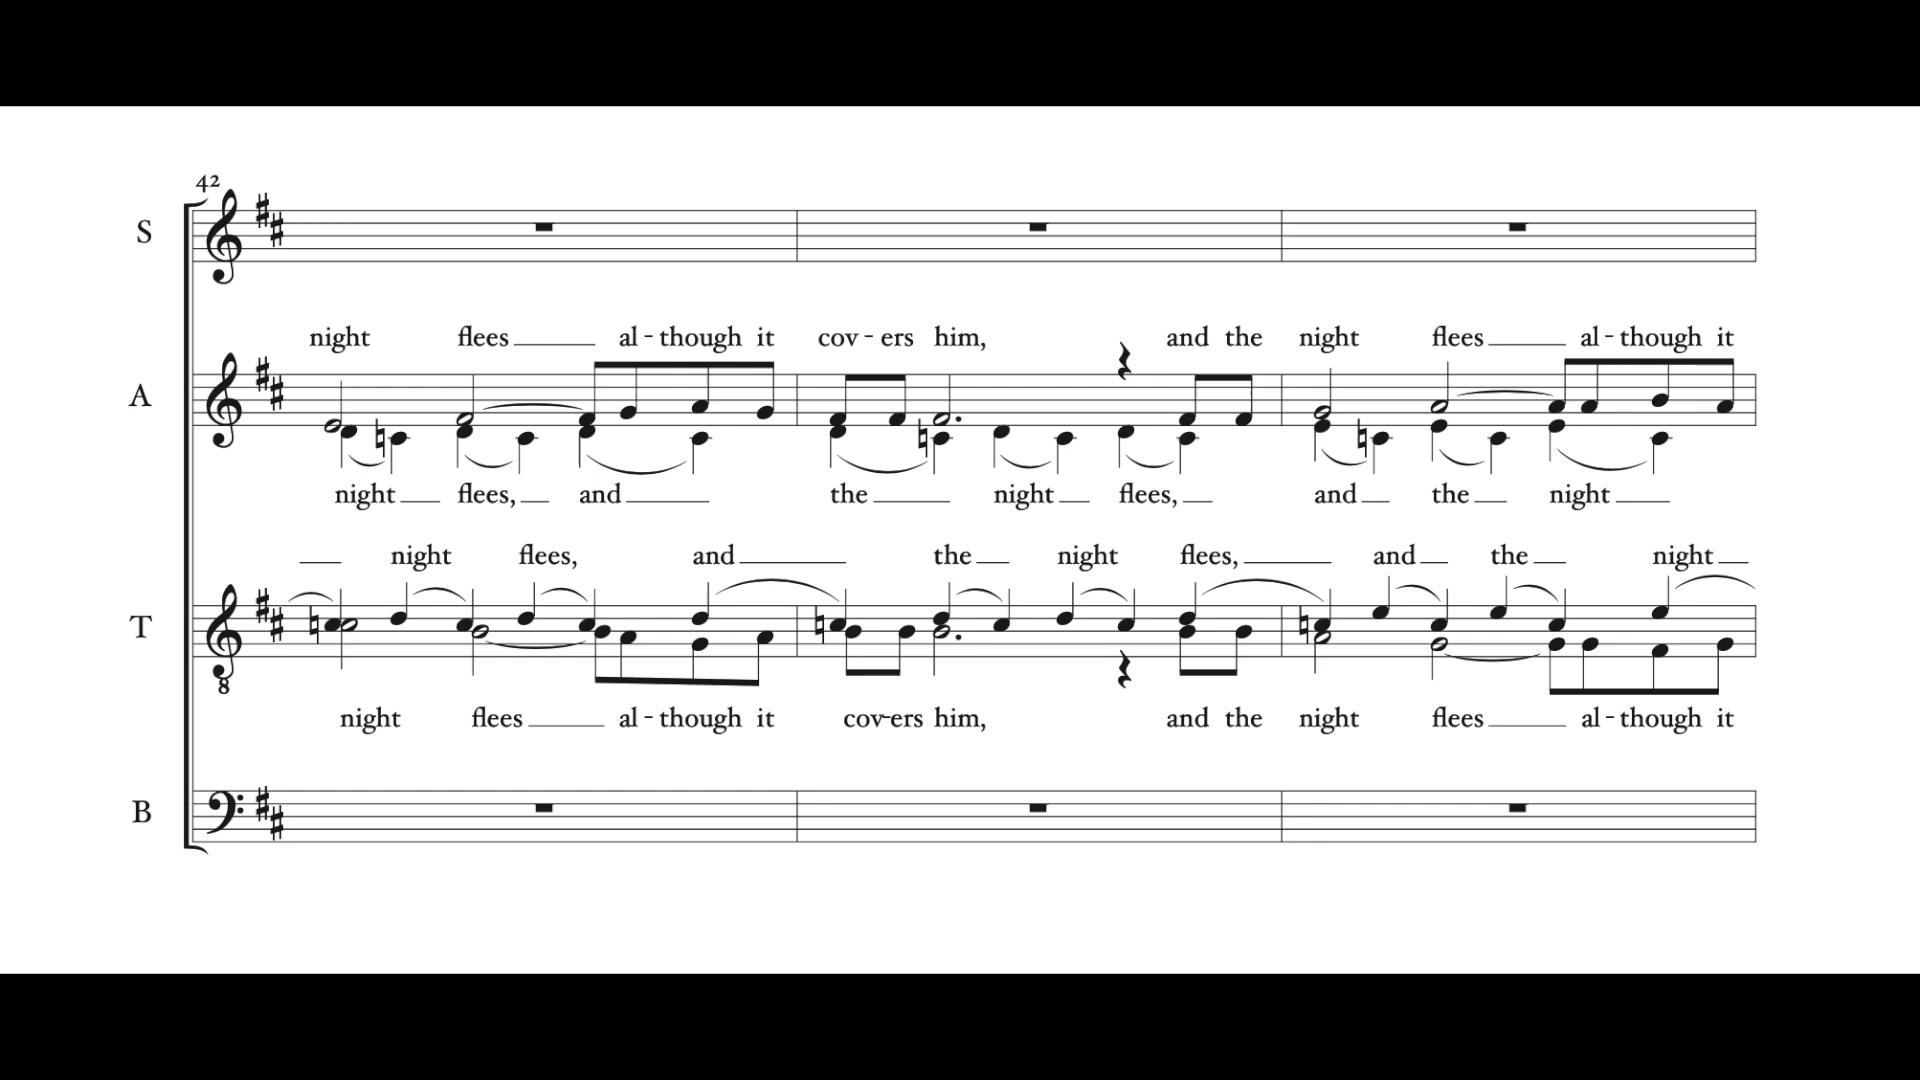 42
S
night flees al - though it cov - ers him, and the night flees al - though it
A
night flees, and the night flees, and the night
night flees, and the night flees, and the night
T
8
night flees al - though it cov-ers him, and the night flees al - though it
B